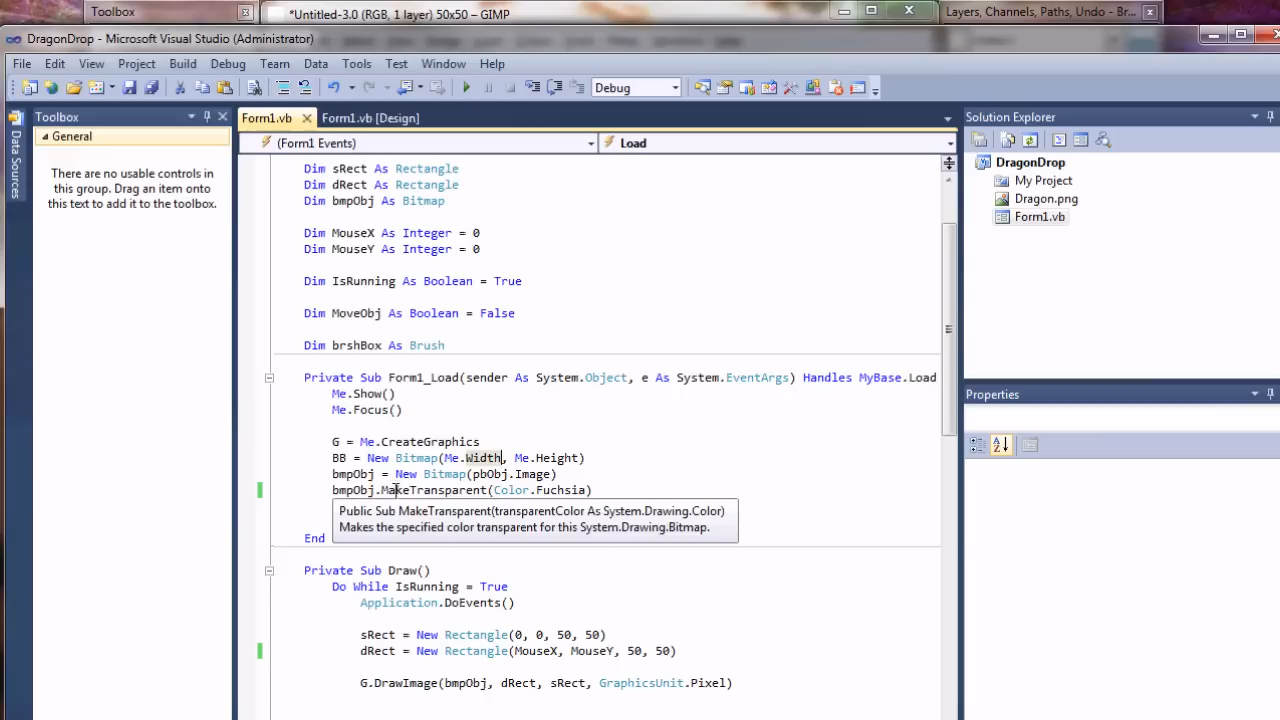 Toolbox
*Untitled-3.0 (RGB, 1 layer) 50x50 – GIMP
Layers, Channels, Paths, Undo - Br...
DragonDrop - Microsoft Visual Studio (Administrator)
File Edit View Project Build Debug Team Data Tools Test Window Help
Debug
Toolbox
General
There are no usable controls in
this group. Drag an item onto
this text to add it to the toolbox.
Data Sources
Form1.vb
Form1.vb [Design]
(Form1 Events)
Load
Dim sRect As Rectangle
Dim dRect As Rectangle
Dim bmpObj As Bitmap
Dim MouseX As Integer = 0
Dim MouseY As Integer = 0
Dim IsRunning As Boolean = True
Dim MoveObj As Boolean = False
Dim brshBox As Brush
Private Sub Form1_Load(sender As System.Object, e As System.EventArgs) Handles MyBase.Load
Me.Show()
Me.Focus()
G = Me.CreateGraphics
BB = New Bitmap(Me.Width, Me.Height)
bmpObj = New Bitmap(pbObj.Image)
bmpObj.MakeTransparent(Color.Fuchsia)
Public Sub MakeTransparent(transparentColor As System.Drawing.Color)
Makes the specified color transparent for this System.Drawing.Bitmap.
End
Private Sub Draw()
Do While IsRunning = True
Application.DoEvents()
sRect = New Rectangle(0, 0, 50, 50)
dRect = New Rectangle(MouseX, MouseY, 50, 50)
G.DrawImage(bmpObj, dRect, sRect, GraphicsUnit.Pixel)
Solution Explorer
DragonDrop
My Project
Dragon.png
Form1.vb
Properties